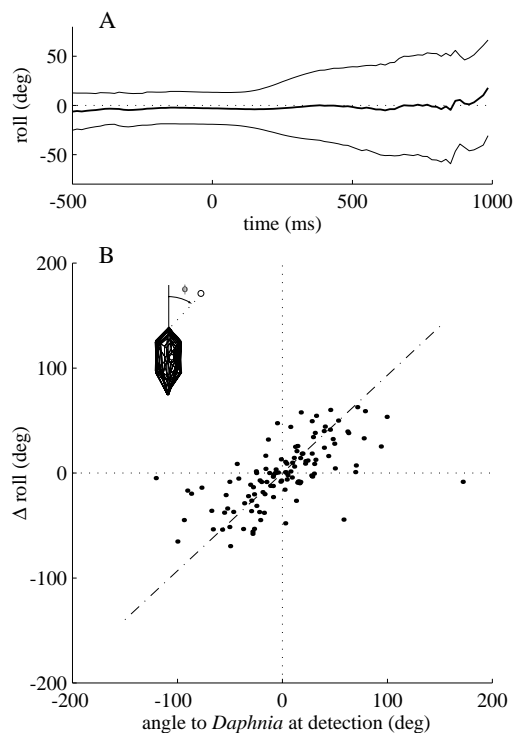 A
50
0
-50
roll (deg)
-500 0 500 1000
time (ms)
B
200
100
0
-100
-200
Δ roll (deg)
ϕ
-200 -100 0 100 200
angle to Daphnia at detection (deg)